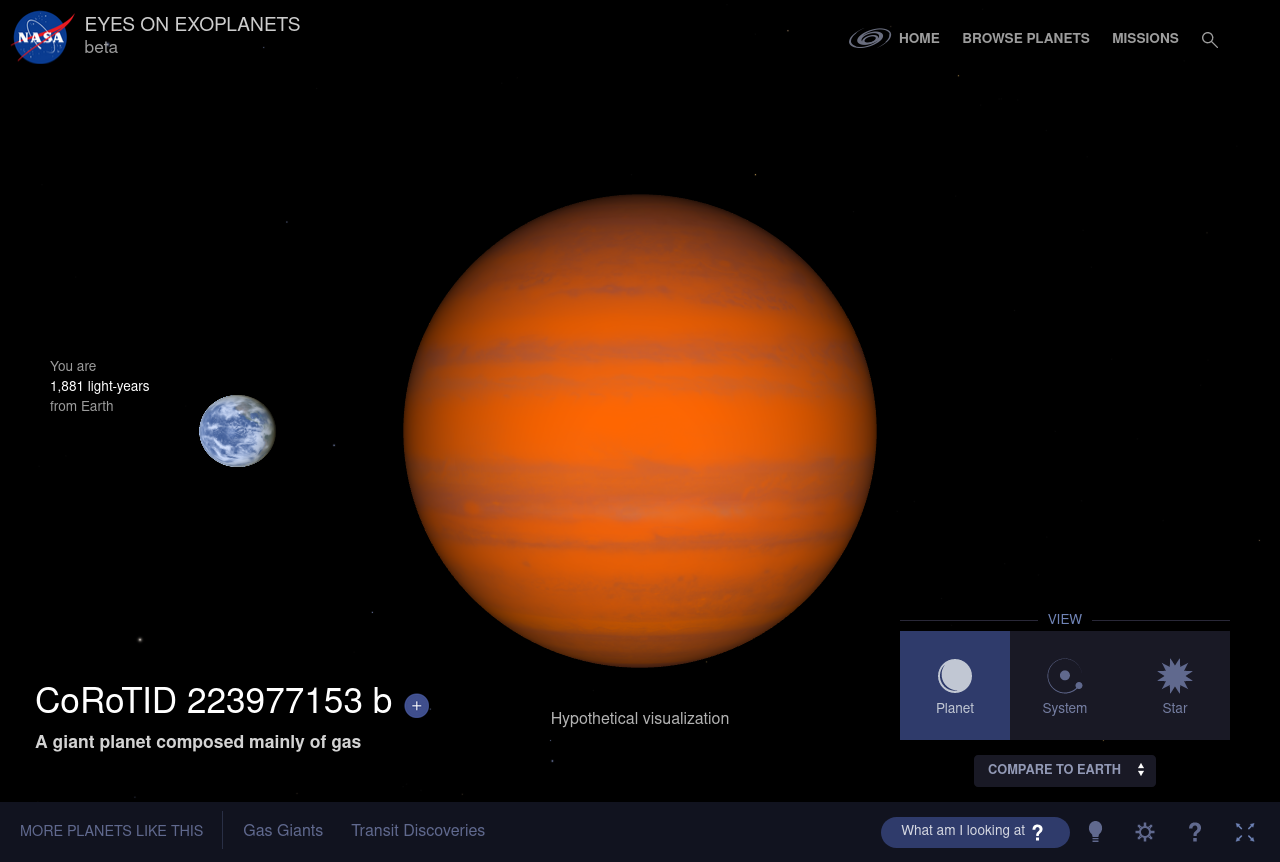 NASA
EYES ON EXOPLANETS
beta
HOME
BROWSE PLANETS
MISSIONS
You are
1,881 light-years
from Earth
VIEW
Planet
System
Star
CoRoTID 223977153 b +
A giant planet composed mainly of gas
Hypothetical visualization
COMPARE TO EARTH
MORE PLANETS LIKE THIS
Gas Giants
Transit Discoveries
What am I looking at ?
?